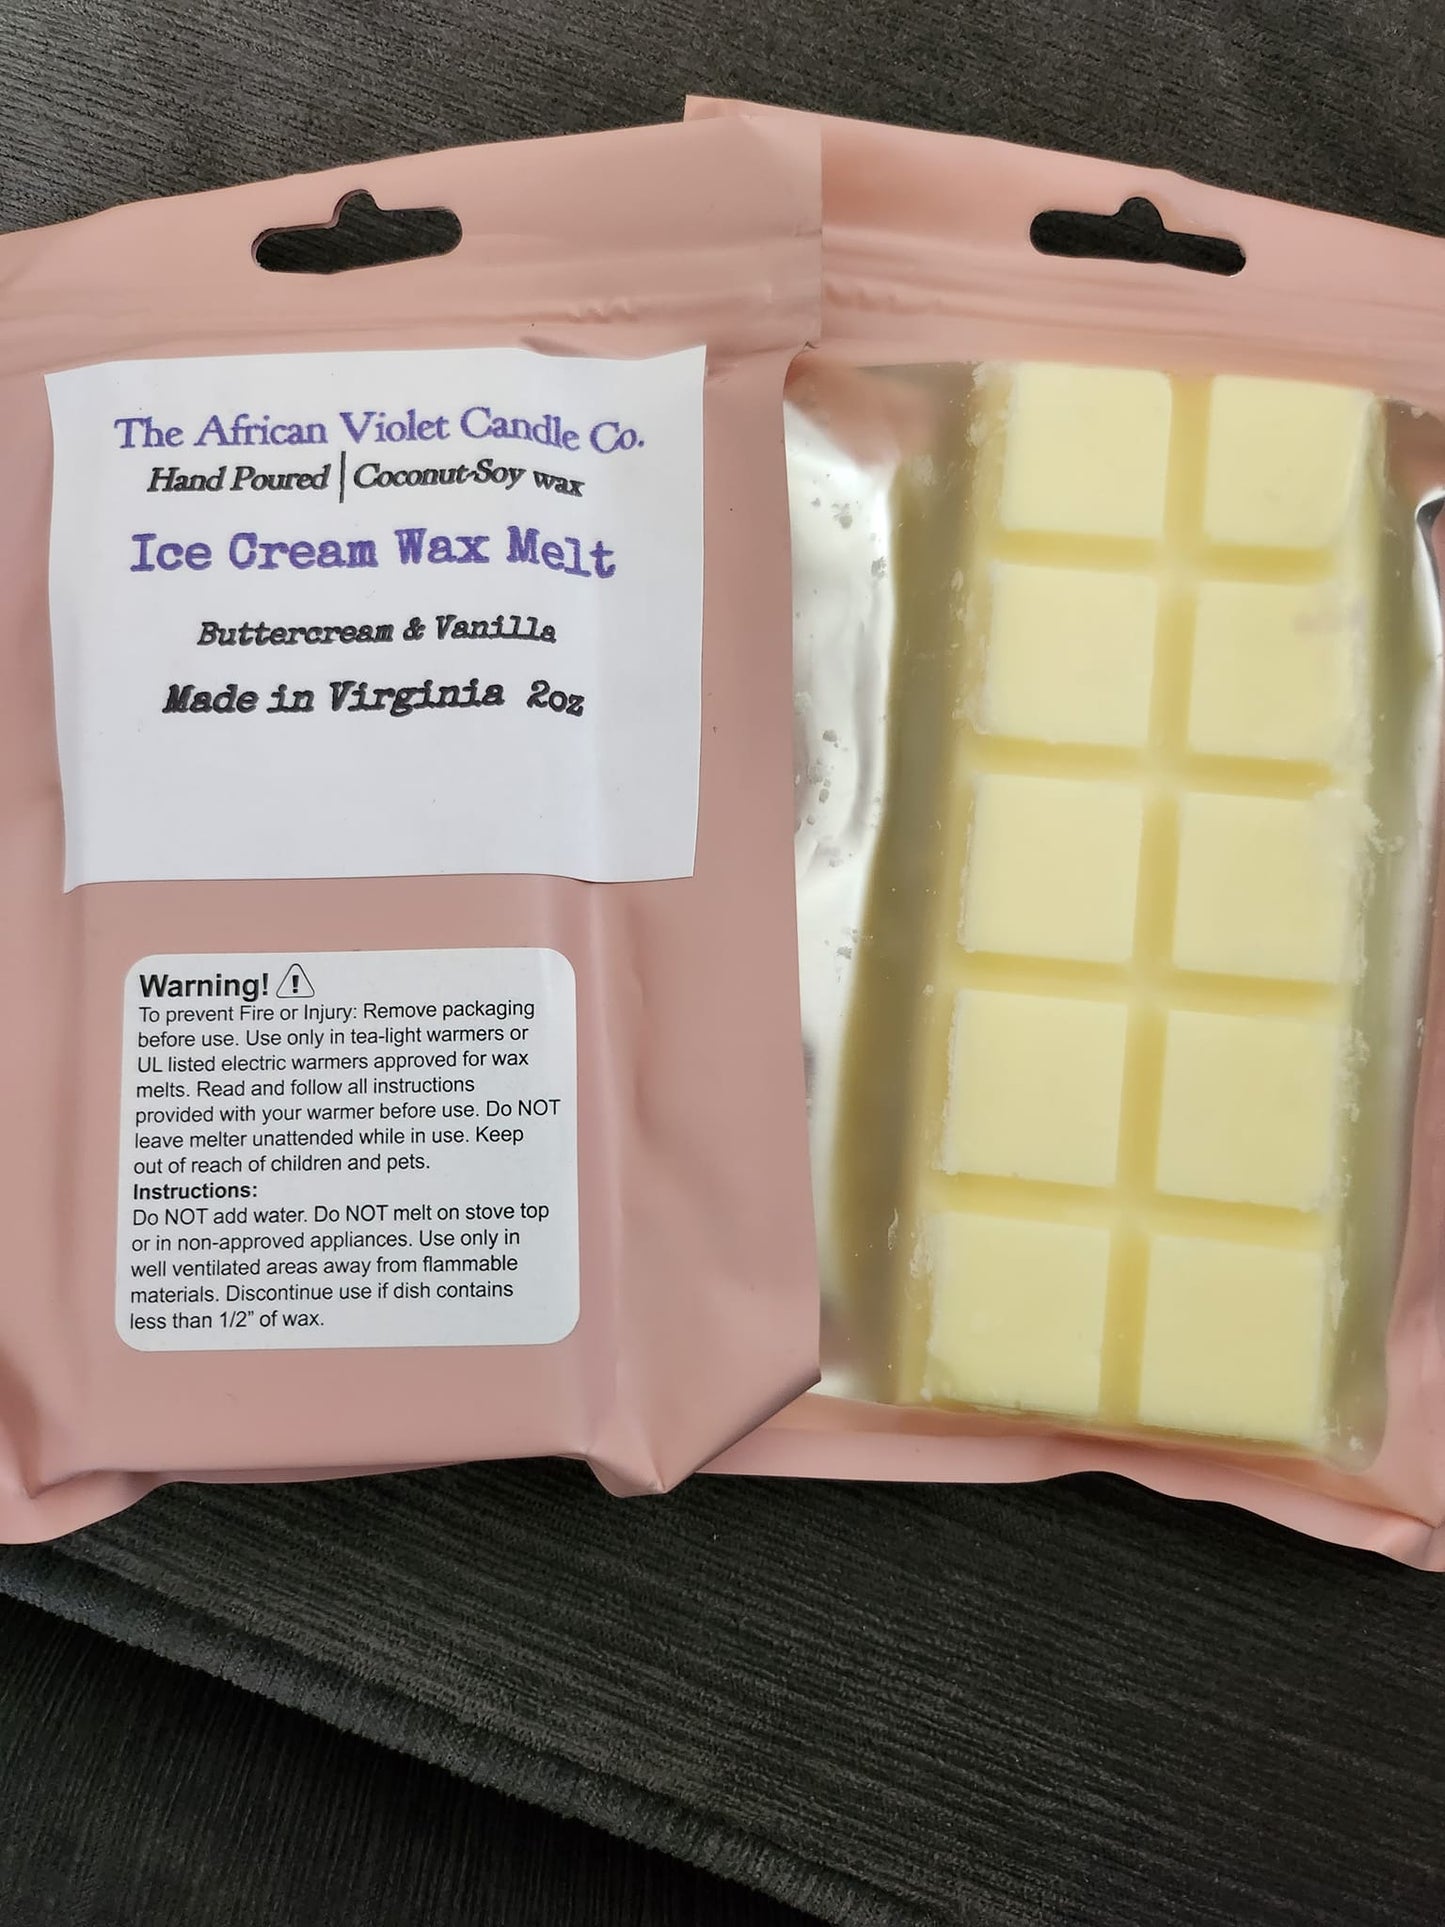 The African Violet Candle Co.
Hand Poured | Coconut-Soy wax
Ice Cream Wax Melt
Buttercream & Vanilla
Made in Virginia 2oz
Warning! ⚠
To prevent Fire or Injury: Remove packaging
before use. Use only in tea-light warmers or
UL listed electric warmers approved for wax
melts. Read and follow all instructions
provided with your warmer before use. Do NOT
leave melter unattended while in use. Keep
out of reach of children and pets.
Instructions:
Do NOT add water. Do NOT melt on stove top
or in non-approved appliances. Use only in
well ventilated areas away from flammable
materials. Discontinue use if dish contains
less than 1/2” of wax.